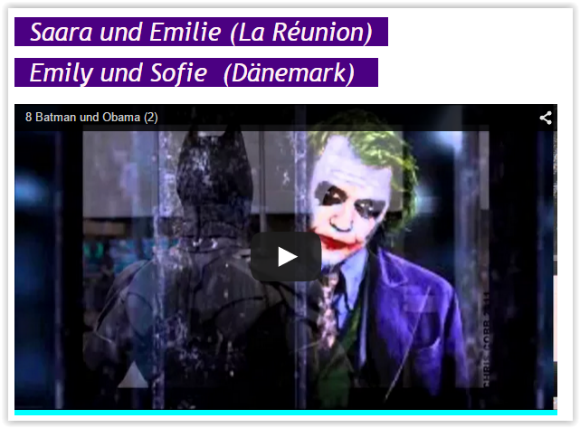 Saara und Emilie (La Réunion)
Emily und Sofie (Dänemark)
8 Batman und Obama (2)